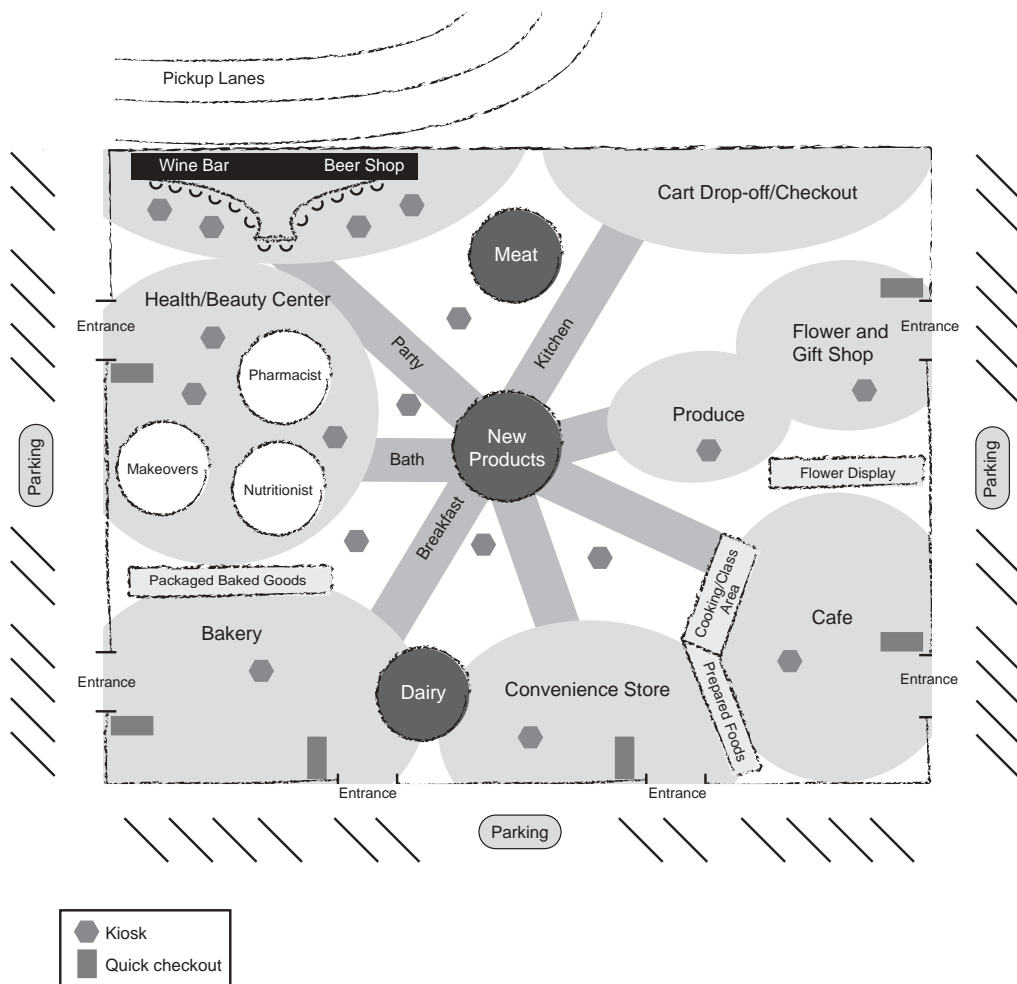 Pickup Lanes
Wine Bar
Beer Shop
Cart Drop-off/Checkout
Meat
Health/Beauty Center
Entrance
Entrance
Flower and
Gift Shop
Party
Kitchen
Pharmacist
Produce
New
Products
Parking
Makeovers
Nutritionist
Bath
Flower Display
Parking
Breakfast
Packaged Baked Goods
Cooking/Class
Area
Bakery
Cafe
Entrance
Dairy
Convenience Store
Prepared Foods
Entrance
Entrance
Entrance
Parking
Kiosk
Quick checkout